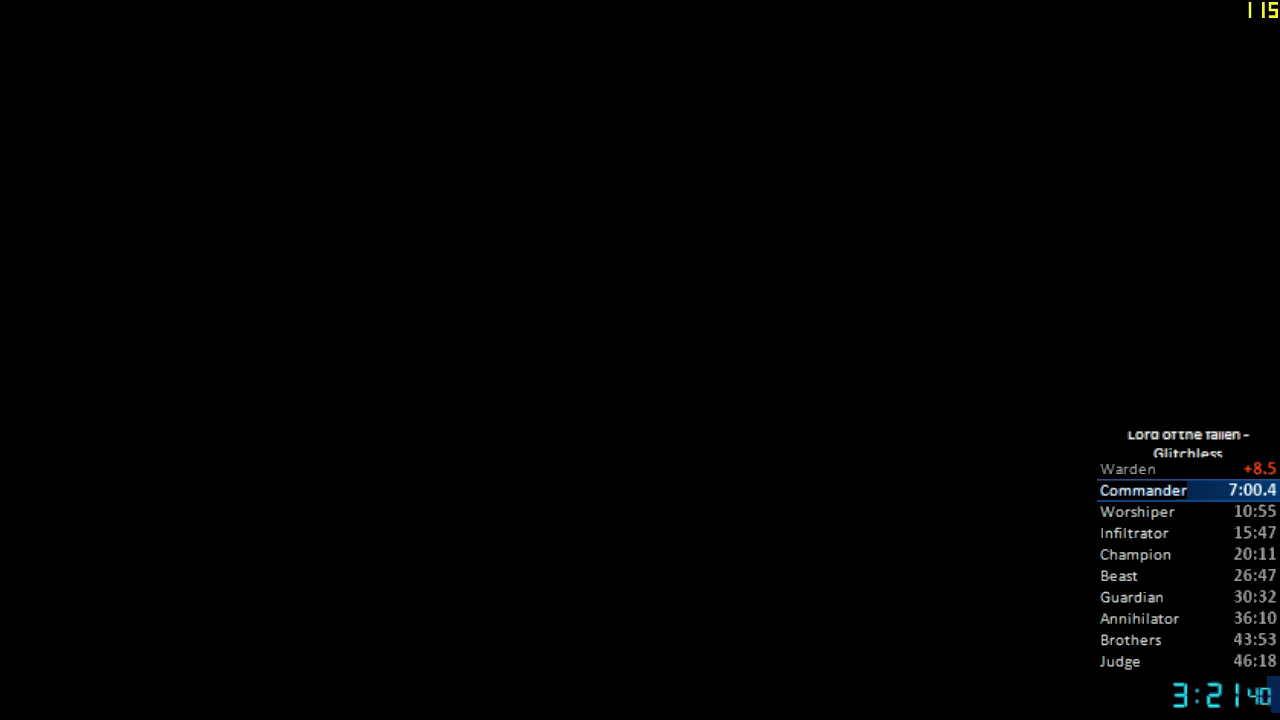 115
Lord of the fallen -
Glitchless
Warden +8.5
Commander 7:00.4
Worshiper 10:55
Infiltrator 15:47
Champion 20:11
Beast 26:47
Guardian 30:32
Annihilator 36:10
Brothers 43:53
Judge 46:18
3:21 40